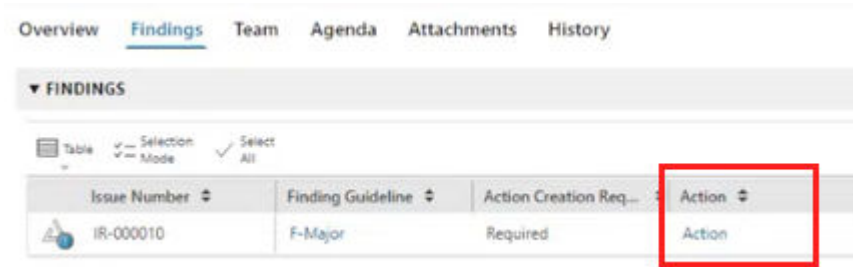 Overview Findings Team Agenda Attachments History
▼ FINDINGS
Table Selection Mode Select All
Issue Number Finding Guideline Action Creation Req... Action
IR-000010 F-Major Required Action